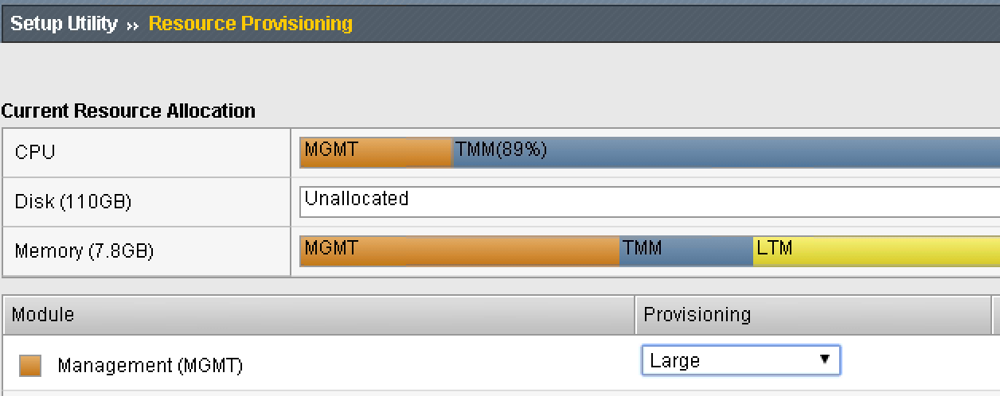 Setup Utility ›› Resource Provisioning
Current Resource Allocation
CPU MGMT TMM(89%)
Disk (110GB) Unallocated
Memory (7.8GB) MGMT TMM LTM
Module Provisioning
Management (MGMT) Large